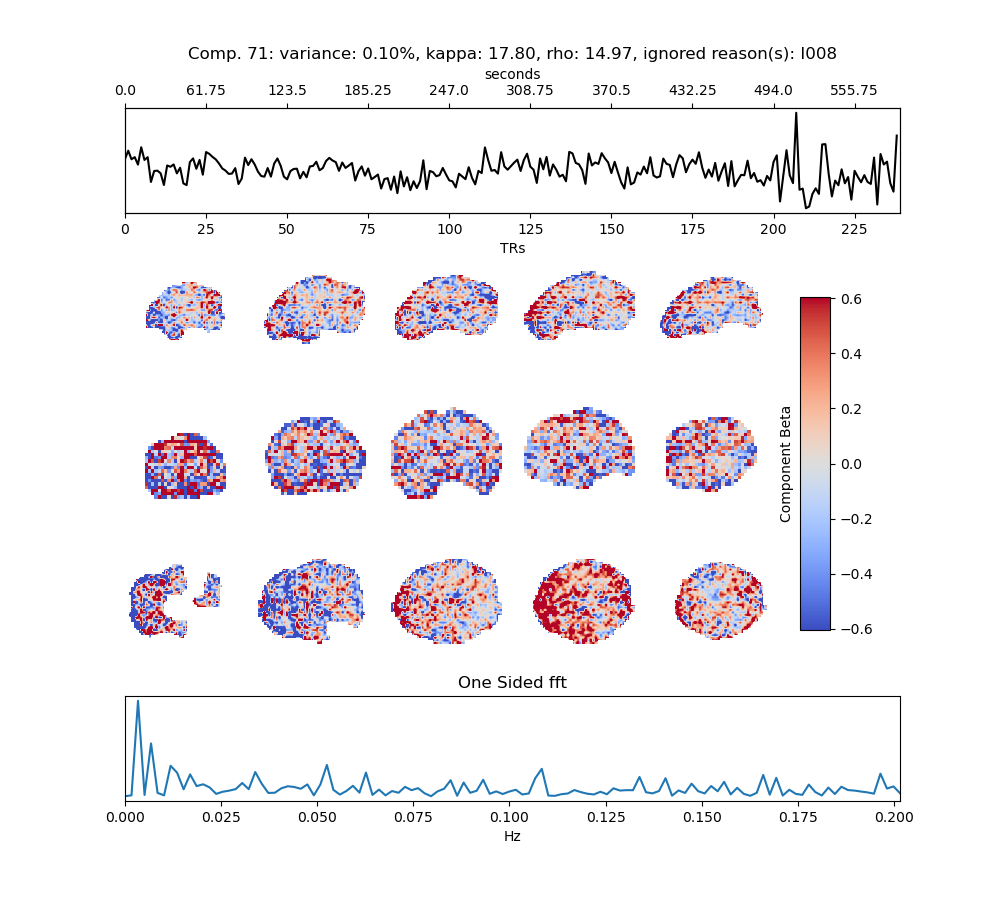 Comp. 71: variance: 0.10%, kappa: 17.80, rho: 14.97, ignored reason(s): I008
seconds
0.0 61.75 123.5 185.25 247.0 308.75 370.5 432.25 494.0 555.75
0 25 50 75 100 125 150 175 200 225
TRs
0.6
0.4
0.2
0.0
−0.2
−0.4
−0.6
Component Beta
One Sided fft
0.000 0.025 0.050 0.075 0.100 0.125 0.150 0.175 0.200
Hz